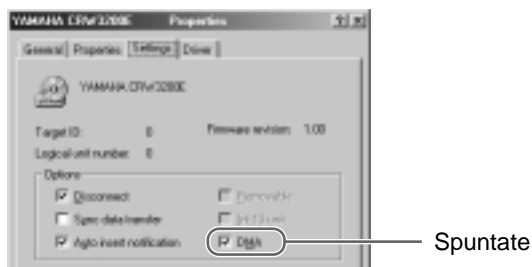 YAMAHA CRW3200E Properties
General Properties Settings Driver
YAMAHA CRW3200E
Target ID: 0 Firmware revision: 1.00
Logical unit number: 0
Options
Disconnect Removable
Sync data transfer Int 13 unit
Auto insert notification DMA
Spuntate